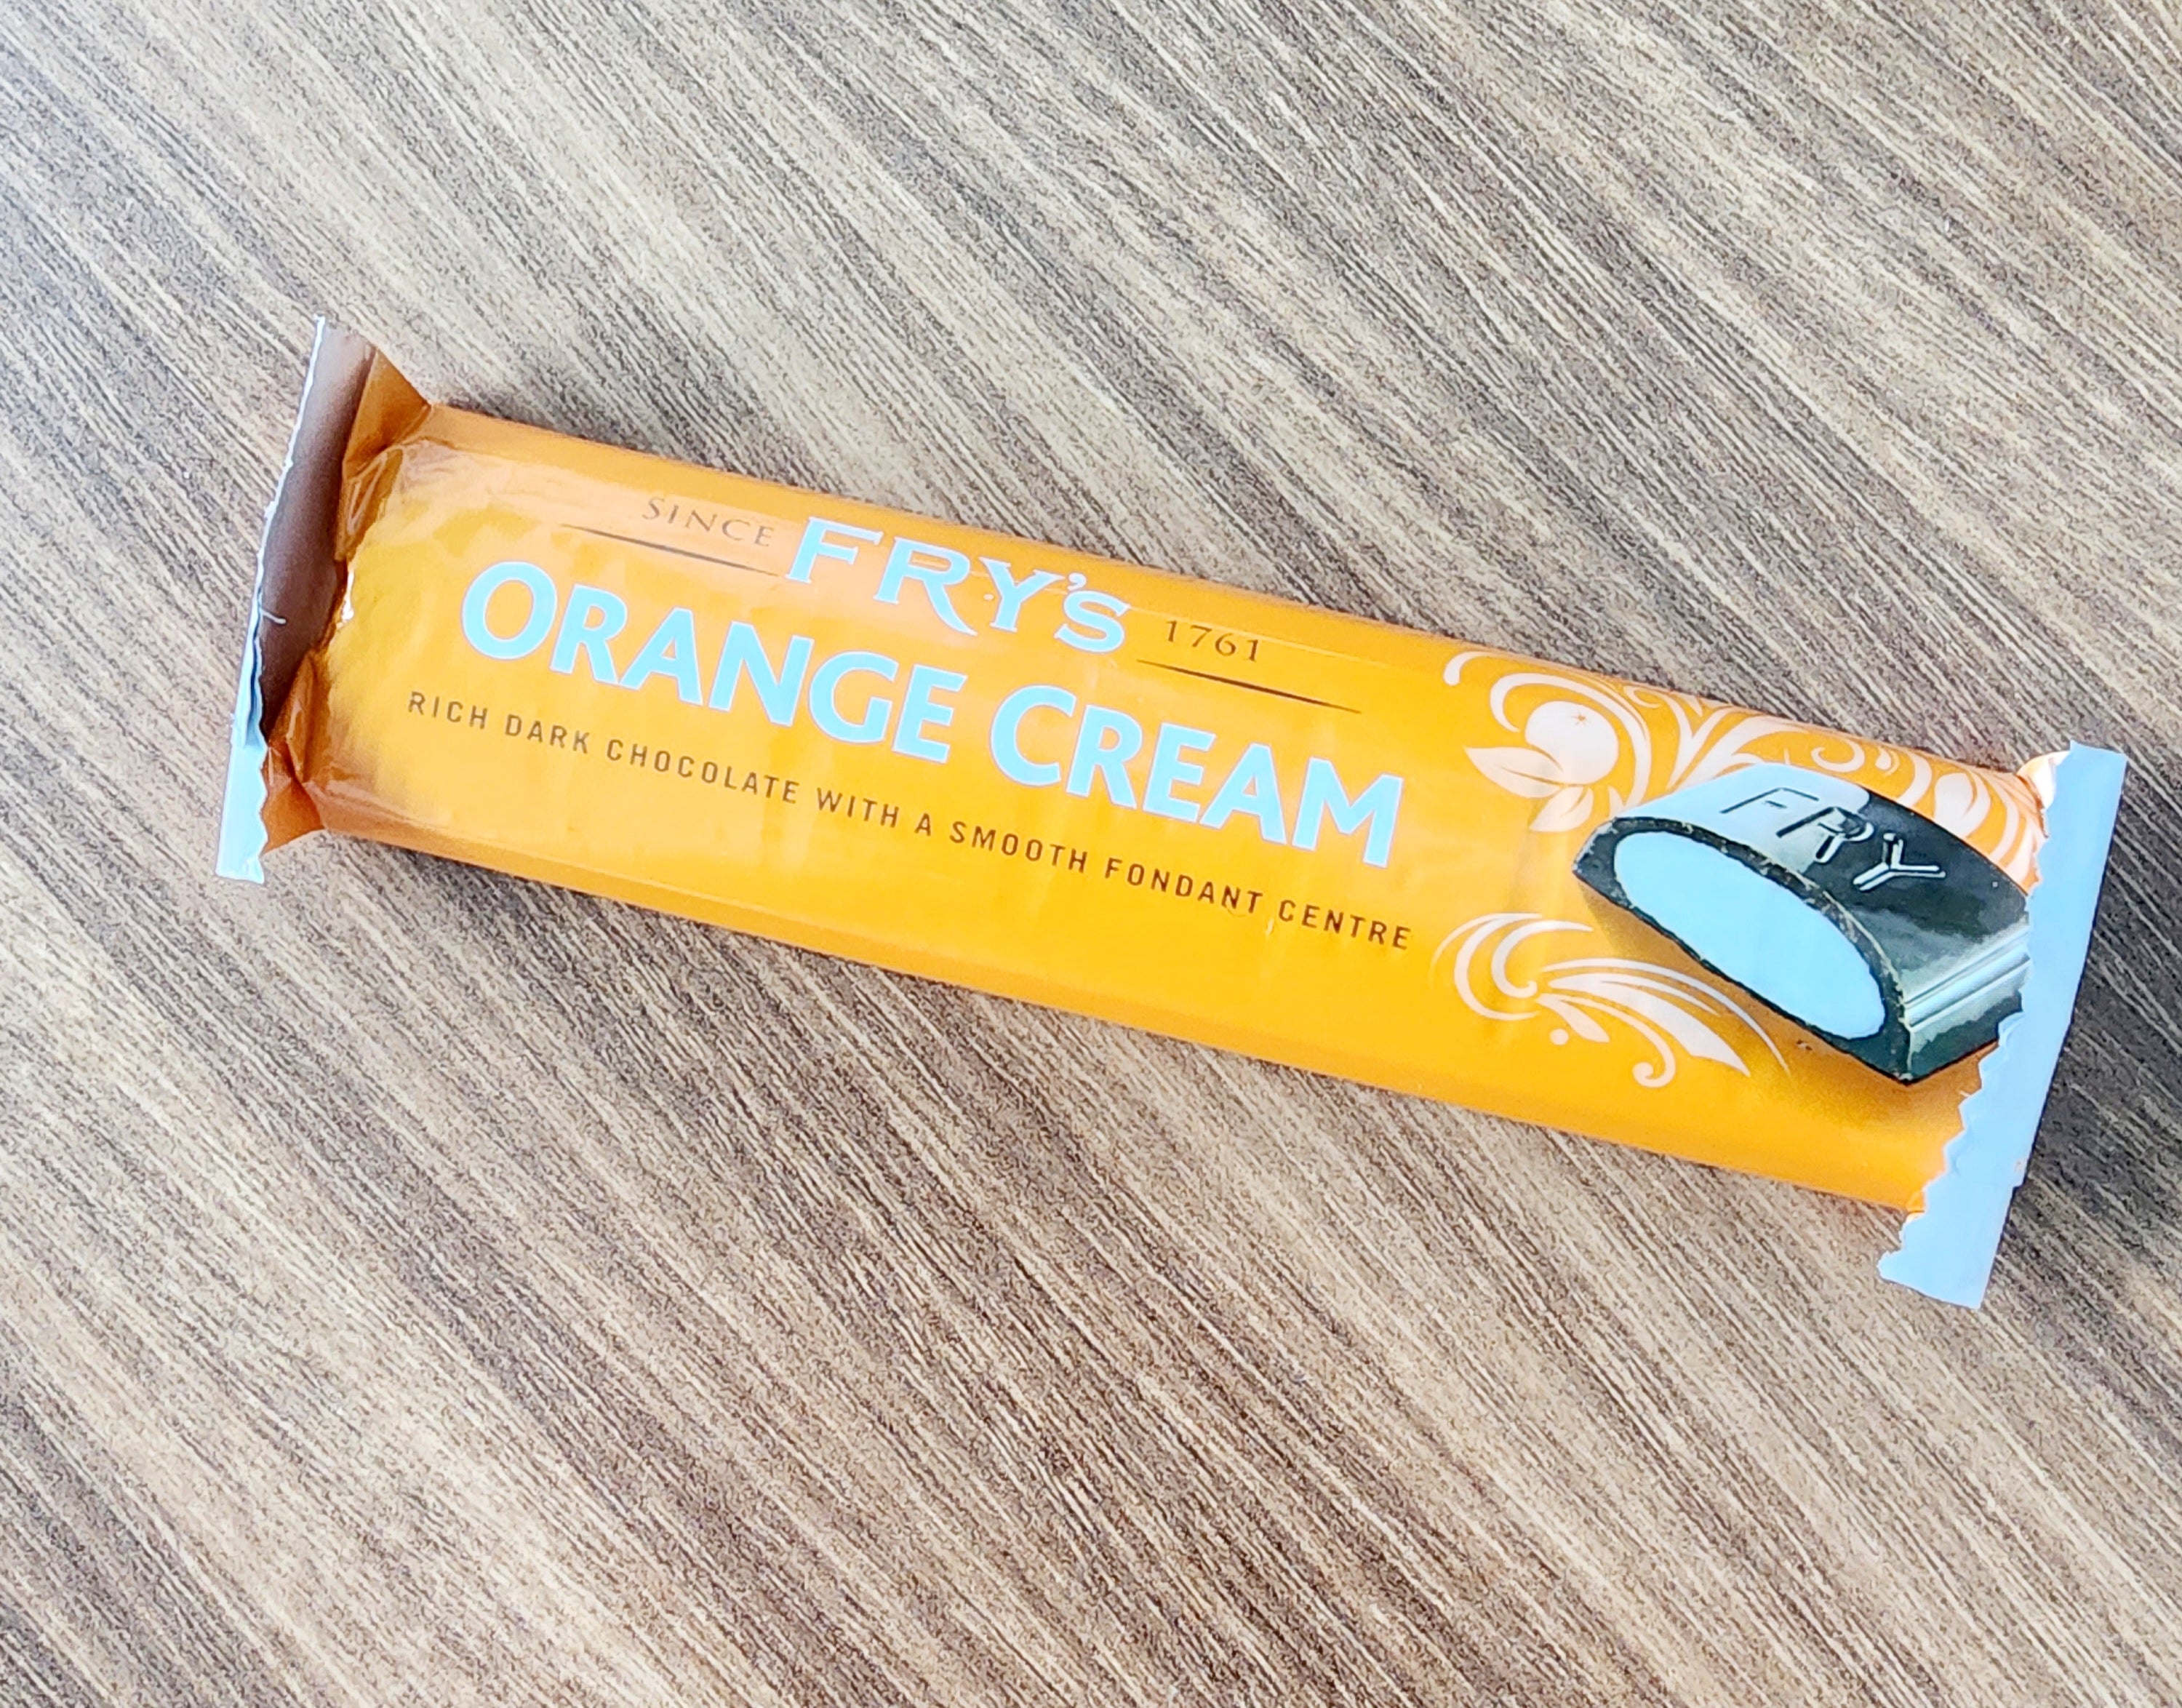 SINCE FRY'S 1761
ORANGE CREAM
RICH DARK CHOCOLATE WITH A SMOOTH FONDANT CENTRE
FRY